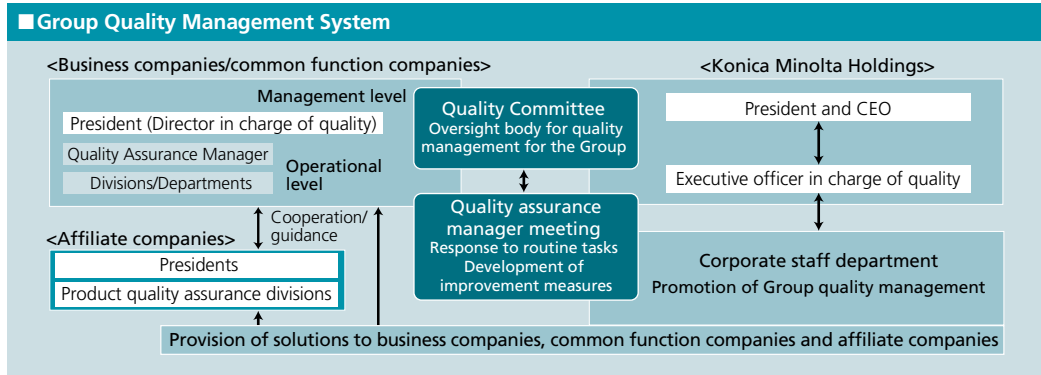 ■Group Quality Management System
<Business companies/common function companies>
Management level
President (Director in charge of quality)
Quality Assurance Manager
Operational
level
Divisions/Departments
Cooperation/
guidance
<Affiliate companies>
Presidents
Product quality assurance divisions
Quality Committee
Oversight body for quality
management for the Group
Quality assurance
manager meeting
Response to routine tasks
Development of
improvement measures
<Konica Minolta Holdings>
President and CEO
Executive officer in charge of quality
Corporate staff department
Promotion of Group quality management
Provision of solutions to business companies, common function companies and affiliate companies